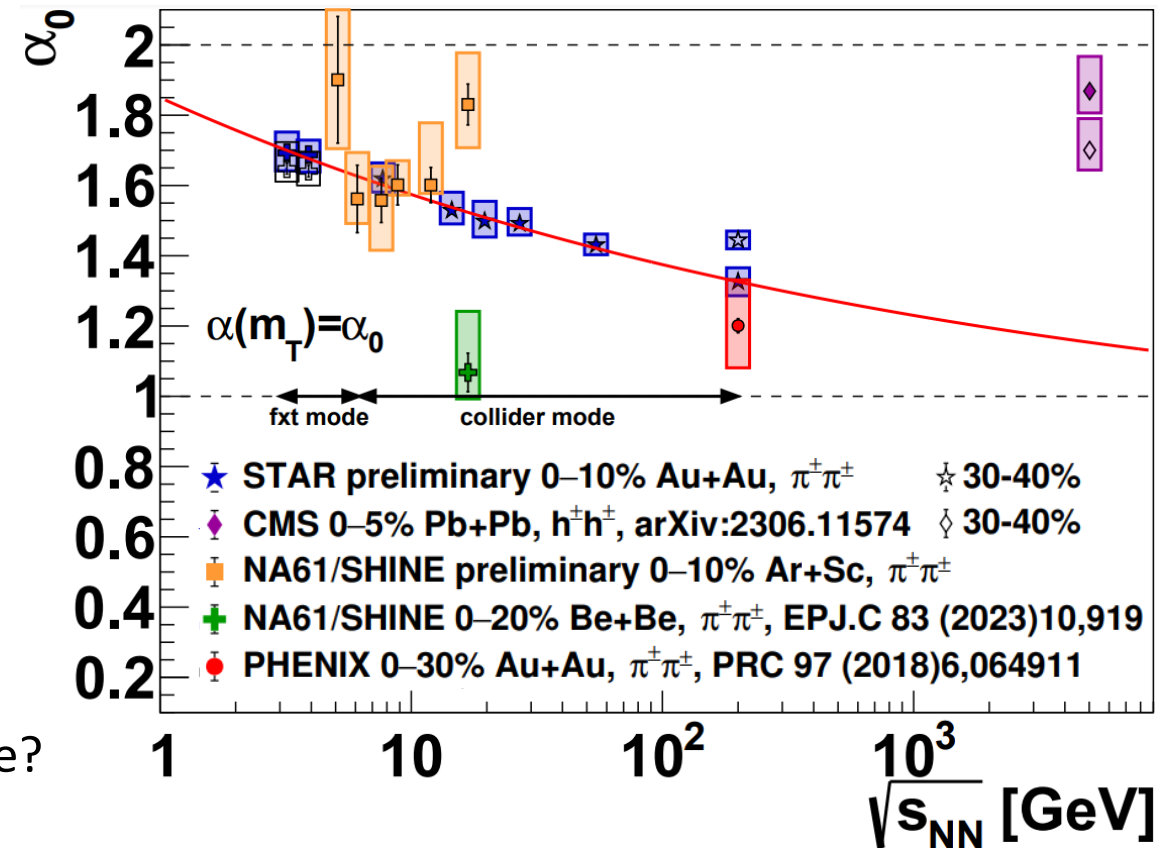 α₀
2
1.8
1.6
1.4
1.2
1
0.8
0.6
0.4
0.2
α(m_T)=α₀
fxt mode collider mode
STAR preliminary 0–10% Au+Au, π±π± 30-40%
CMS 0–5% Pb+Pb, h±h±, arXiv:2306.11574 30-40%
NA61/SHINE preliminary 0–10% Ar+Sc, π±π±
NA61/SHINE 0–20% Be+Be, π±π±, EPJ.C 83 (2023)10,919
PHENIX 0–30% Au+Au, π±π±, PRC 97 (2018)6,064911
e?
1 10 10² 10³
√s_NN [GeV]